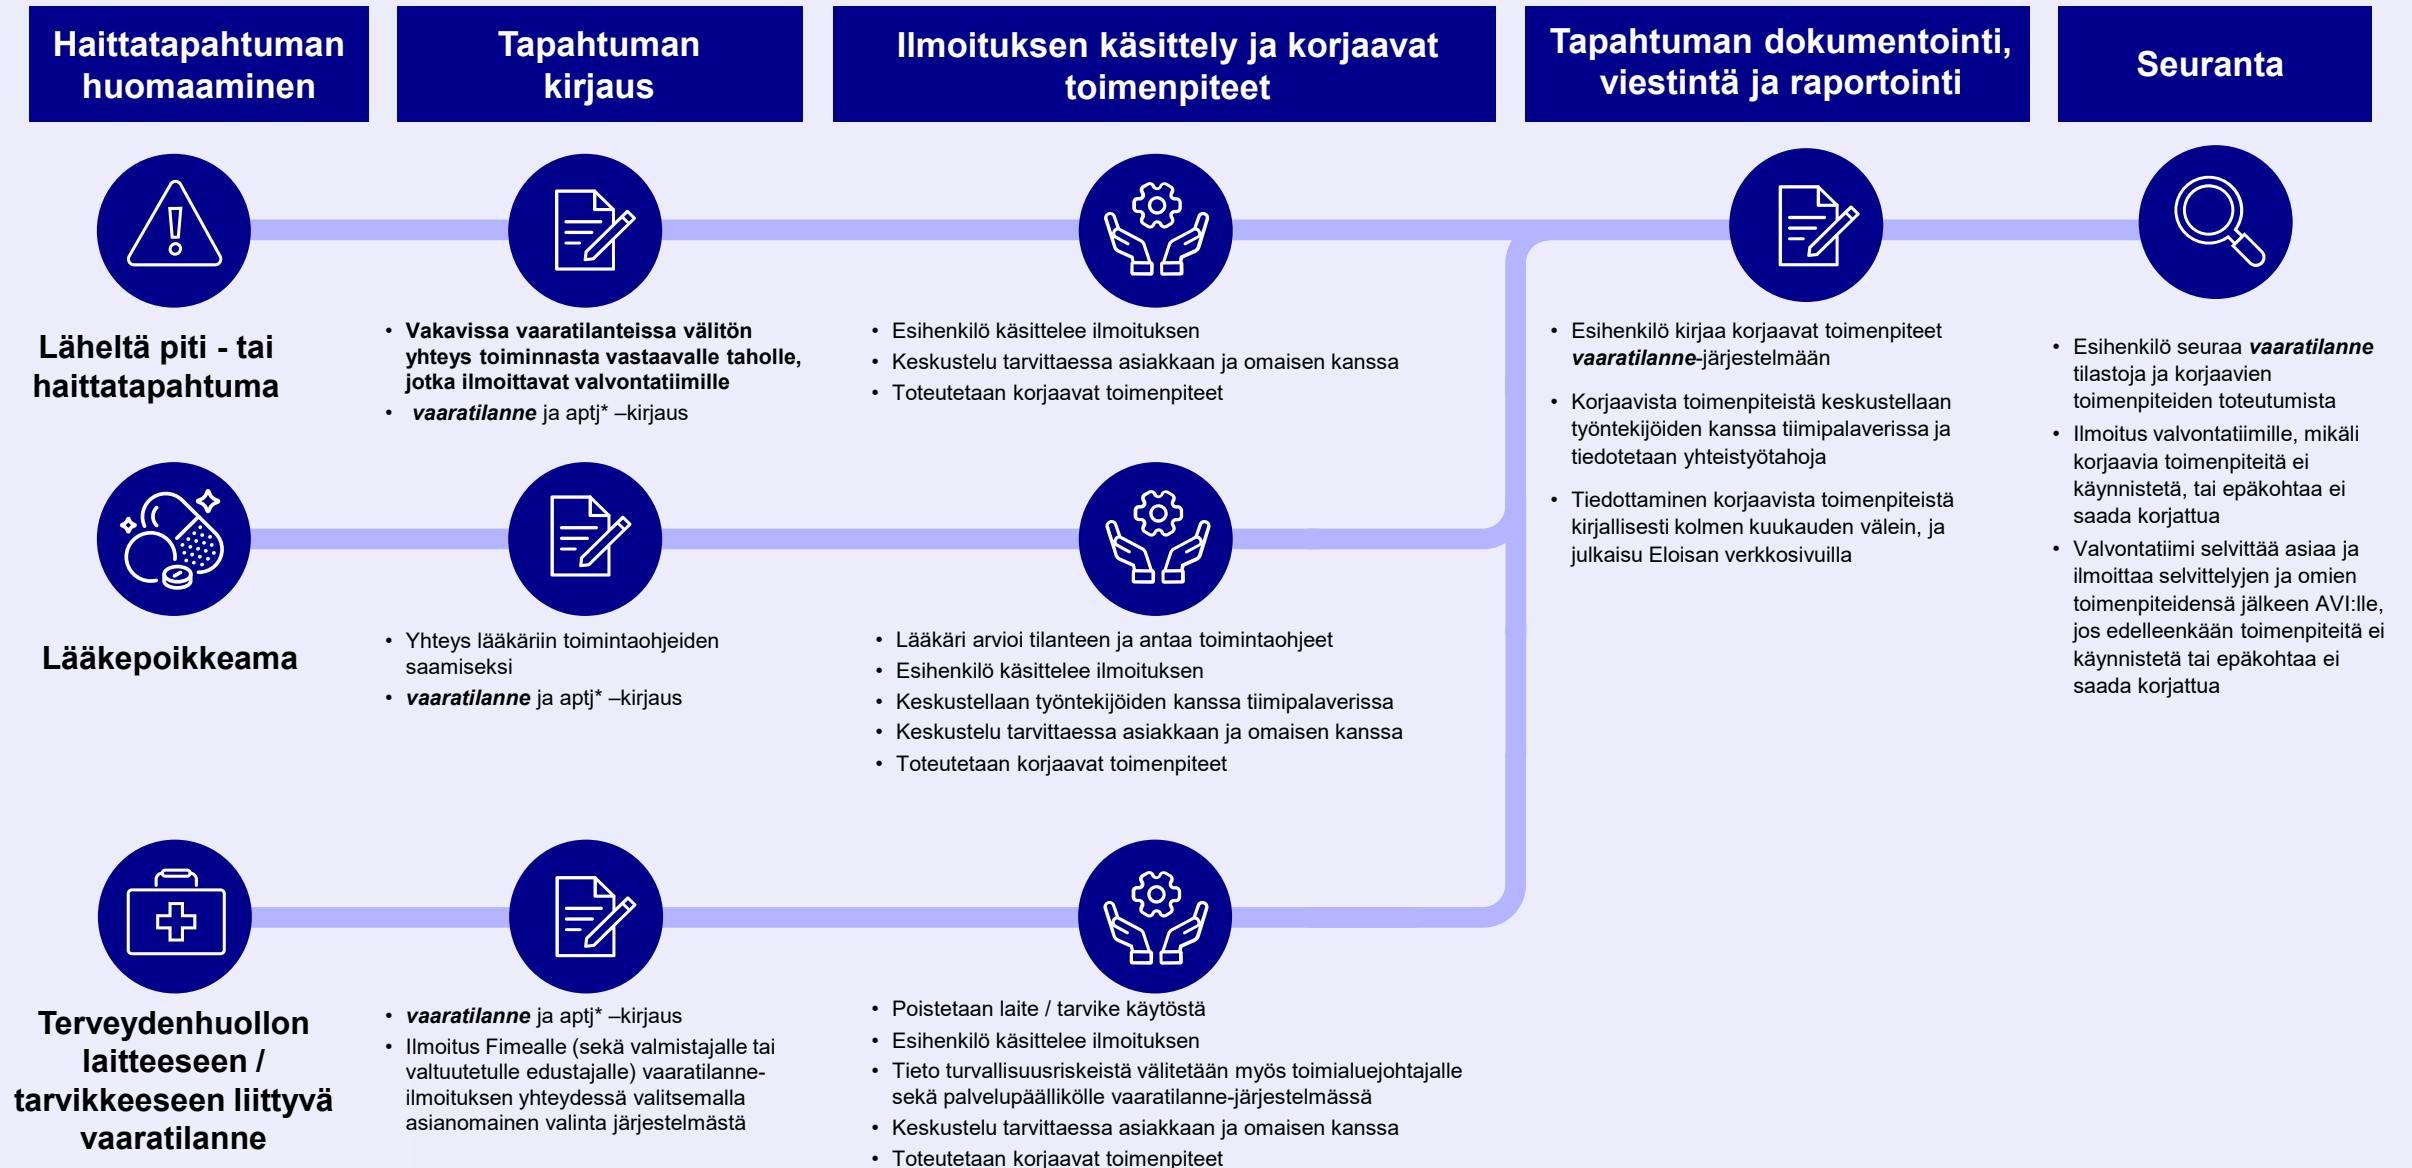 Haittatapahtuman
huomaaminen
Tapahtuman
kirjaus
Ilmoituksen käsittely ja korjaavat
toimenpiteet
Tapahtuman dokumentointi,
viestintä ja raportointi
Seuranta
Läheltä piti - tai
haittatapahtuma
• Vakavissa vaaratilanteissa välitön
yhteys toiminnasta vastaavalle taholle,
jotka ilmoittavat valvontatiimille
• vaaratilanne ja aptj* –kirjaus
• Esihenkilö käsittelee ilmoituksen
• Keskustelu tarvittaessa asiakkaan ja omaisen kanssa
• Toteutetaan korjaavat toimenpiteet
• Esihenkilö kirjaa korjaavat toimenpiteet
vaaratilanne-järjestelmään
• Korjaavista toimenpiteistä keskustellaan
työntekijöiden kanssa tiimipalaverissa ja
tiedotetaan yhteistyötahoja
• Tiedottaminen korjaavista toimenpiteistä
kirjallisesti kolmen kuukauden välein, ja
julkaisu Eloisan verkkosivuilla
• Esihenkilö seuraa vaaratilanne
tilastoja ja korjaavien
toimenpiteiden toteutumista
• Ilmoitus valvontatiimille, mikäli
korjaavia toimenpiteitä ei
käynnistetä, tai epäkohtaa ei
saada korjattua
• Valvontatiimi selvittää asiaa ja
ilmoittaa selvittelyjen ja omien
toimenpiteidensä jälkeen AVI:lle,
jos edelleenkään toimenpiteitä ei
käynnistetä tai epäkohtaa ei
saada korjattua
Lääkepoikkeama
• Yhteys lääkäriin toimintaohjeiden
saamiseksi
• vaaratilanne ja aptj* –kirjaus
• Lääkäri arvioi tilanteen ja antaa toimintaohjeet
• Esihenkilö käsittelee ilmoituksen
• Keskustellaan työntekijöiden kanssa tiimipalaverissa
• Keskustelu tarvittaessa asiakkaan ja omaisen kanssa
• Toteutetaan korjaavat toimenpiteet
Terveydenhuollon
laitteeseen /
tarvikkeeseen liittyvä
vaaratilanne
• vaaratilanne ja aptj* –kirjaus
• Ilmoitus Fimealle (sekä valmistajalle tai
valtuutetulle edustajalle) vaaratilanne-
ilmoituksen yhteydessä valitsemalla
asianomainen valinta järjestelmästä
• Poistetaan laite / tarvike käytöstä
• Esihenkilö käsittelee ilmoituksen
• Tieto turvallisuusriskeistä välitetään myös toimialuejohtajalle
sekä palvelupäällikölle vaaratilanne-järjestelmässä
• Keskustelu tarvittaessa asiakkaan ja omaisen kanssa
• Toteutetaan korjaavat toimenpiteet